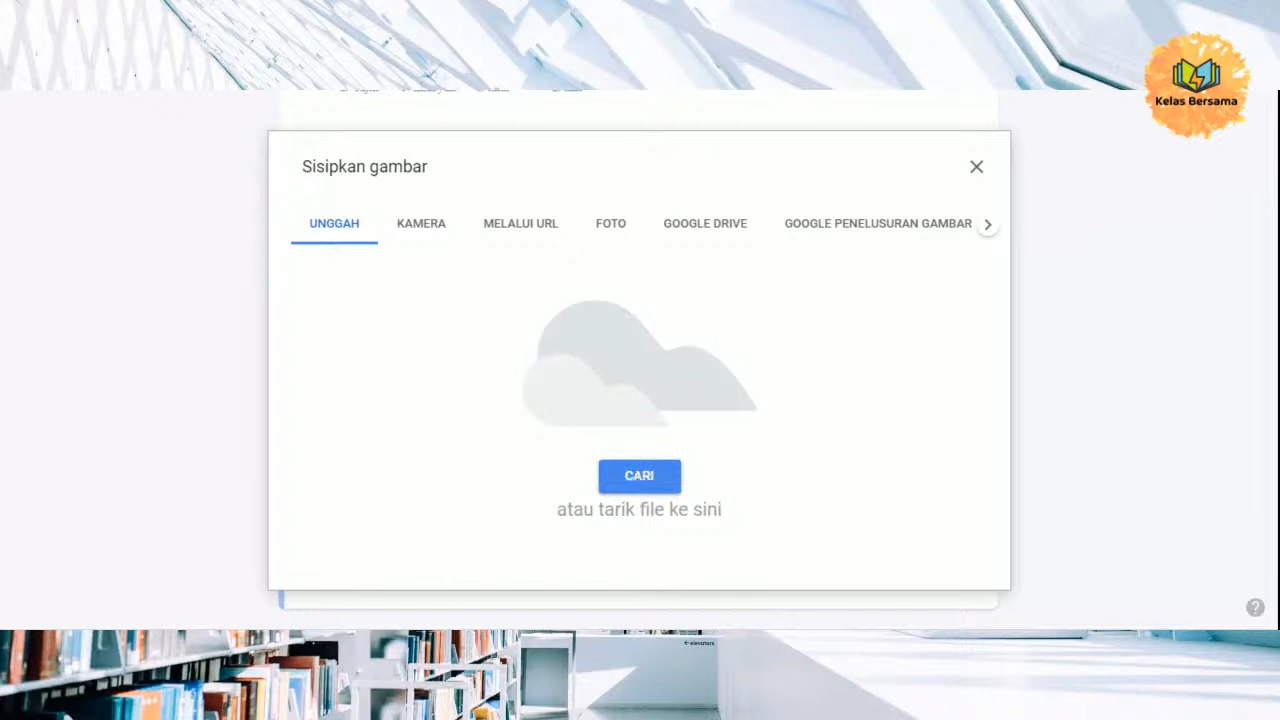 Kelas Bersama
Sisipkan gambar
UNGGAH KAMERA MELALUI URL FOTO GOOGLE DRIVE GOOGLE PENELUSURAN GAMBAR
CARI
atau tarik file ke sini
elevators